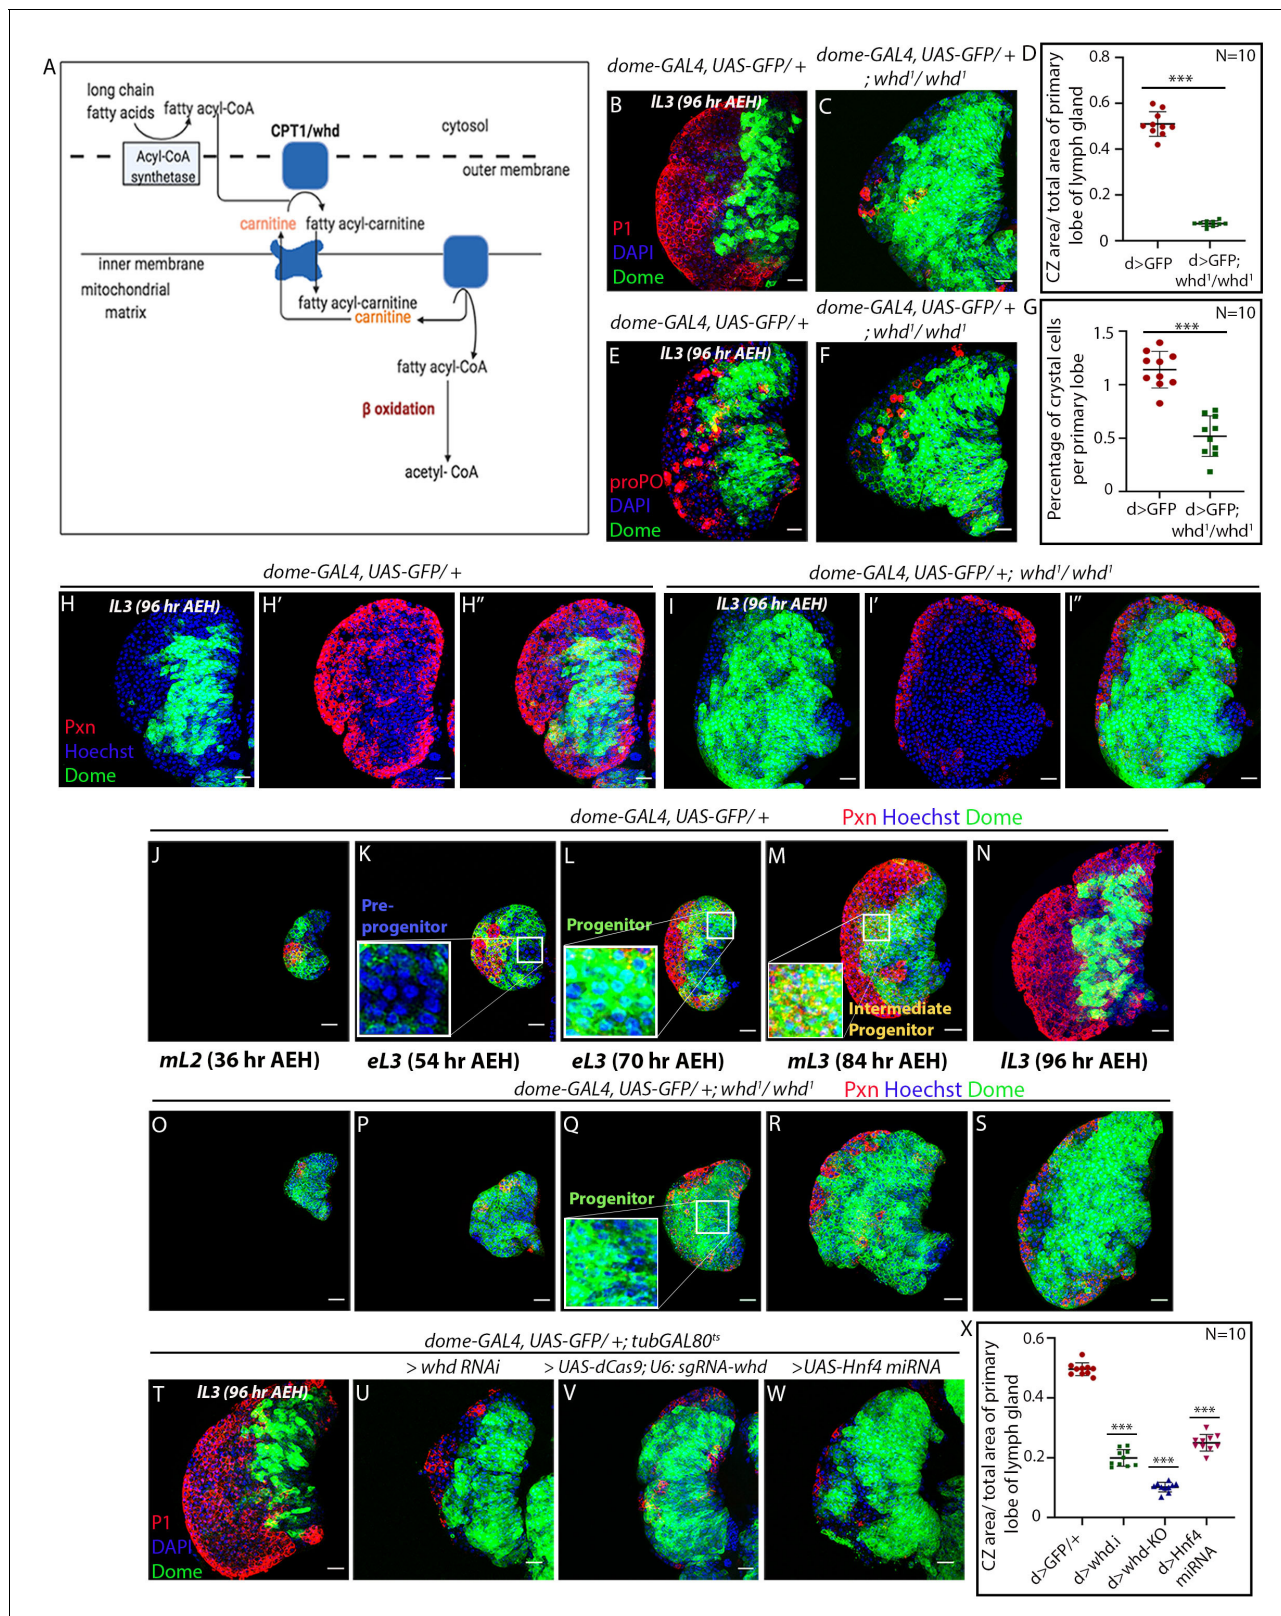 A
long chain
fatty acids
fatty acyl-CoA
CPT1/whd
cytosol
Acyl-CoA
synthetase
outer membrane
carnitine
fatty acyl-carnitine
inner membrane
mitochondrial
matrix
fatty acyl-carnitine
carnitine
fatty acyl-CoA
β oxidation
acetyl- CoA
dome-GAL4, UAS-GFP/ +
dome-GAL4, UAS-GFP/ +
; whd¹/ whd¹
B
lL3 (96 hr AEH)
P1
DAPI
Dome
C
D
N=10
CZ area/ total area of primary
lobe of lymph gland
0.8
0.6
0.4
0.2
0
***
d>GFP
d>GFP;
whd¹/whd¹
dome-GAL4, UAS-GFP/ +
dome-GAL4, UAS-GFP/ +
; whd¹/ whd¹
E
lL3 (96 hr AEH)
proPO
DAPI
Dome
F
G
N=10
Percentage of crystal cells
per primary lobe
1.5
1
0.5
0
***
d>GFP
d>GFP;
whd¹/whd¹
dome-GAL4, UAS-GFP/ +
dome-GAL4, UAS-GFP/ +; whd¹/ whd¹
H
lL3 (96 hr AEH)
Pxn
Hoechst
Dome
H'
H"
I
lL3 (96 hr AEH)
I'
I"
dome-GAL4, UAS-GFP/ +
Pxn Hoechst Dome
J
K
Pre-
progenitor
L
Progenitor
M
Intermediate
Progenitor
N
mL2 (36 hr AEH)
eL3 (54 hr AEH)
eL3 (70 hr AEH)
mL3 (84 hr AEH)
lL3 (96 hr AEH)
dome-GAL4, UAS-GFP/ +; whd¹/ whd¹
Pxn Hoechst Dome
O
P
Q
Progenitor
R
S
dome-GAL4, UAS-GFP/ +; tubGAL80ᵗˢ
> whd RNAi
> UAS-dCas9; U6: sgRNA-whd
>UAS-Hnf4 miRNA
T
lL3 (96 hr AEH)
P1
DAPI
Dome
U
V
W
X
N=10
CZ area/ total area of primary
lobe of lymph gland
0.6
0.4
0.2
0
***
***
***
d>GFP/+
d>whd.i
d>whd-KO
d>Hnf4
miRNA